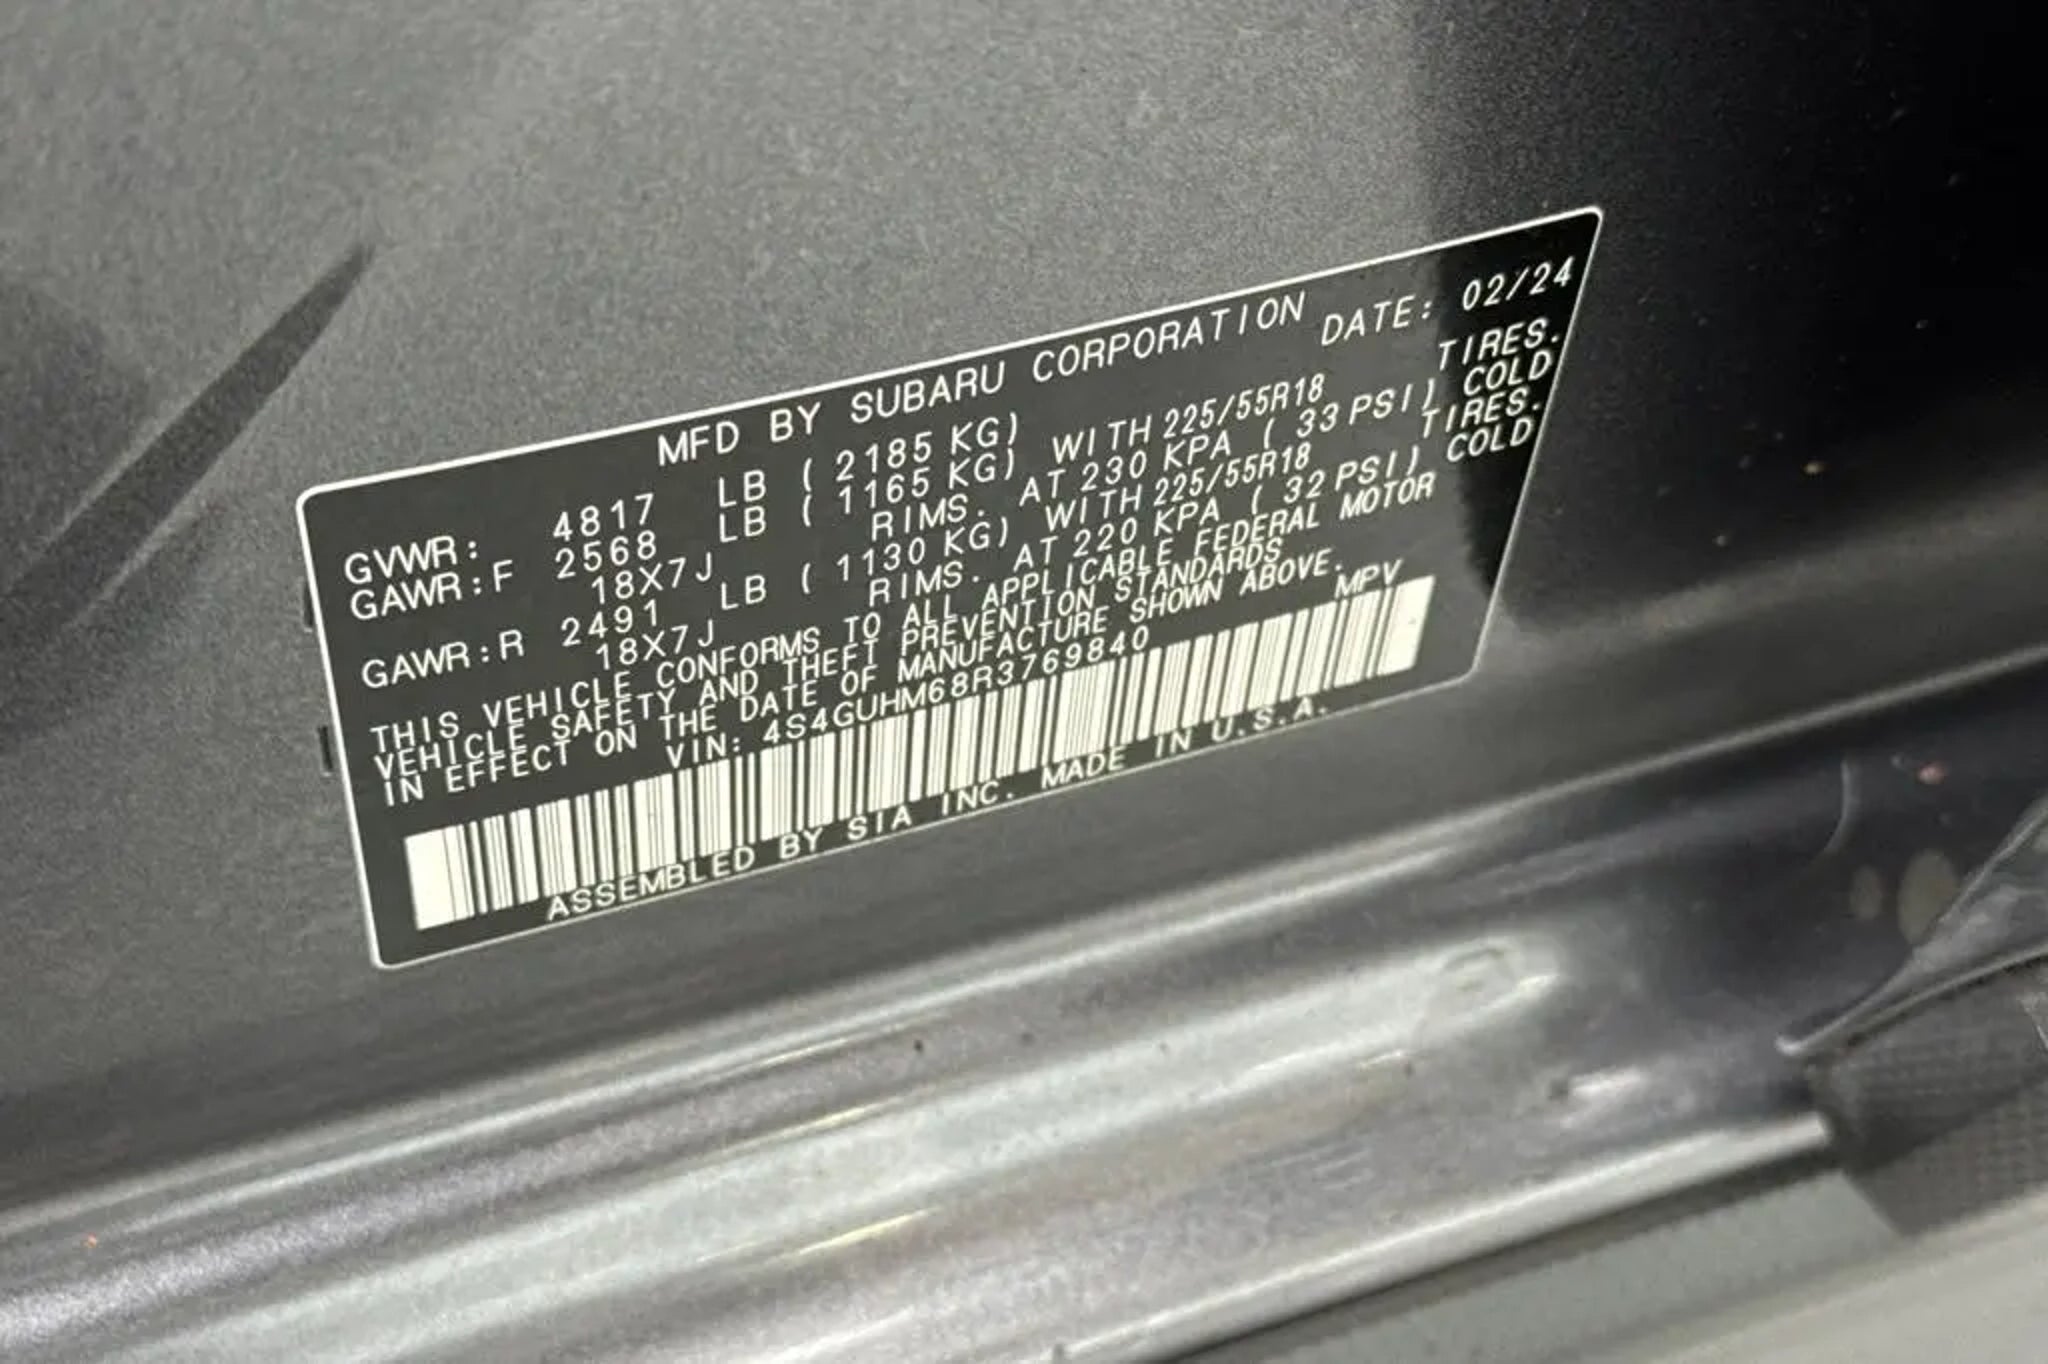 MFD BY SUBARU CORPORATION
DATE: 02/24
GVWR: 4817 LB ( 2185 KG)
GAWR:F 2568 LB ( 1165 KG) WITH 225/55R18 TIRES.
18X7J RIMS. AT 230 KPA ( 33 PSI) COLD
GAWR:R 2491 LB ( 1130 KG) WITH 225/55R18 TIRES.
18X7J RIMS. AT 220 KPA ( 32 PSI) COLD
THIS VEHICLE CONFORMS TO ALL APPLICABLE FEDERAL MOTOR
VEHICLE SAFETY AND THEFT PREVENTION STANDARDS
IN EFFECT ON THE DATE OF MANUFACTURE SHOWN ABOVE.
VIN: 4S4GUHM68R3769840 MPV
ASSEMBLED BY SIA INC. MADE IN U.S.A.